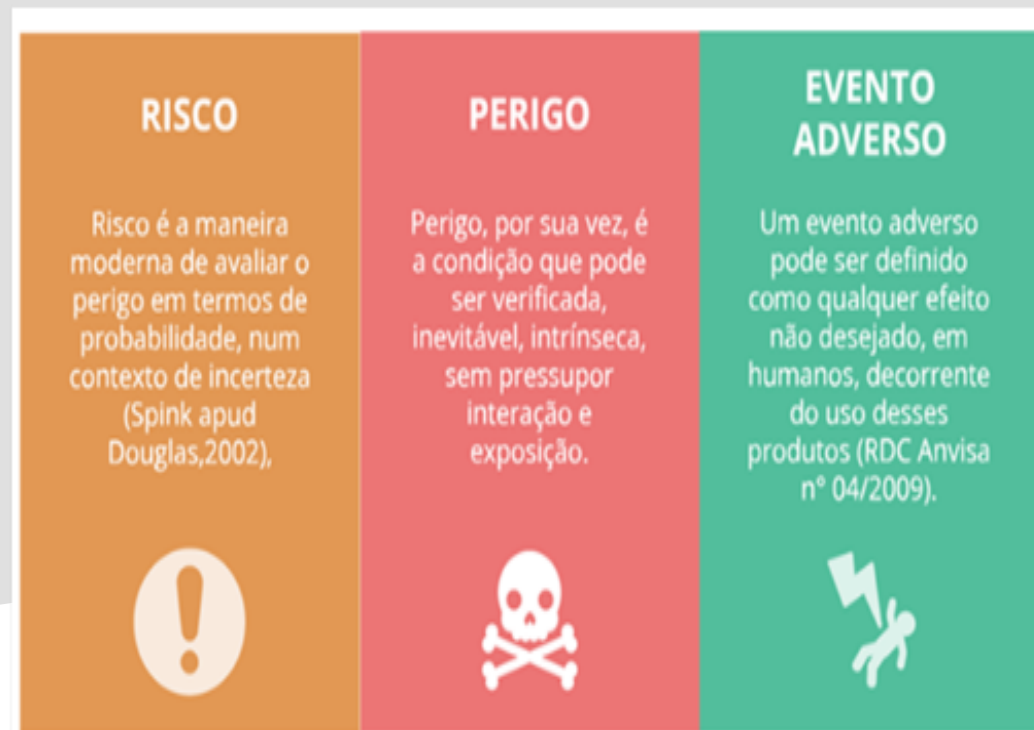 RISCO
Risco é a maneira
moderna de avaliar o
perigo em termos de
probabilidade, num
contexto de incerteza
(Spink apud
Douglas,2002),
PERIGO
Perigo, por sua vez, é
a condição que pode
ser verificada,
inevitável, intrínseca,
sem pressupor
interação e
exposição.
EVENTO
ADVERSO
Um evento adverso
pode ser definido
como qualquer efeito
não desejado, em
humanos, decorrente
do uso desses
produtos (RDC Anvisa
nº 04/2009).